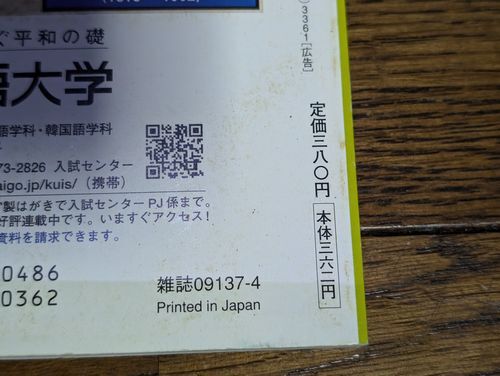 ぐ平和の礎
語大学
語学科・韓国語学科
73-2826 入試センター
aigo.jp/kuis/（携帯）
製はがきで入試センターPJ係まで。
好評連載中です。いますぐアクセス！
資料を請求できます。
0486
0362
雑誌09137-4
Printed in Japan
3361［広告］
定価三八〇円
本体三六二円